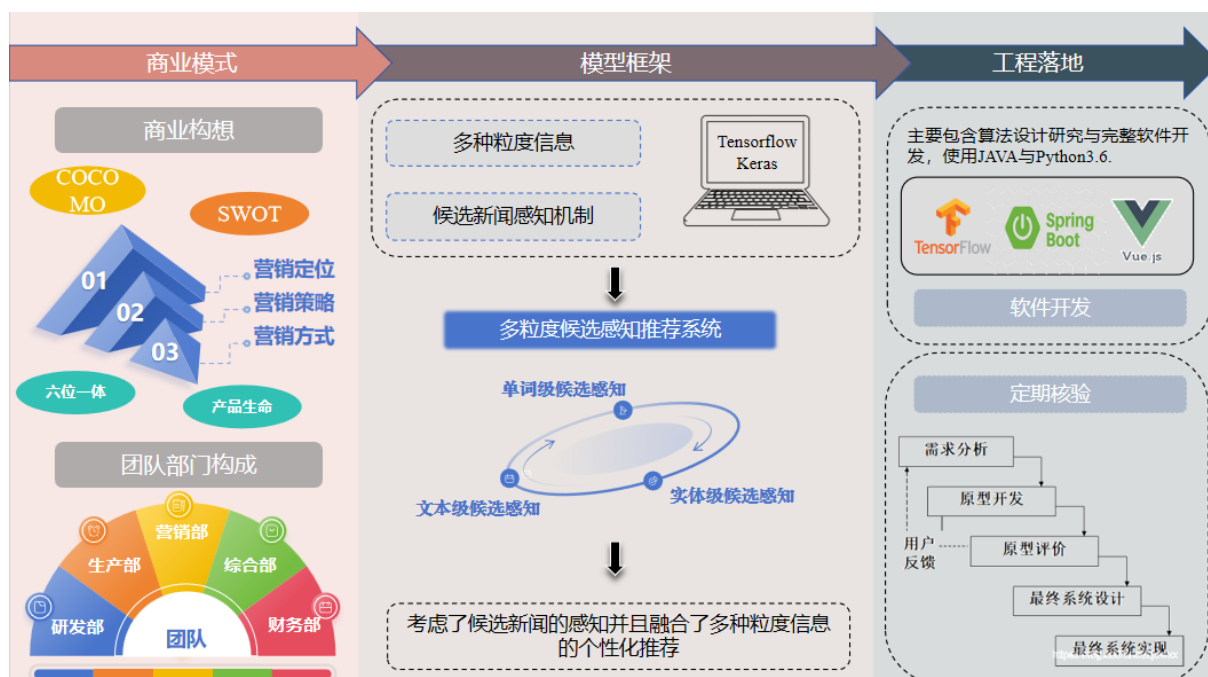 商业模式
模型框架
工程落地
商业构想
COCO
MO
SWOT
01
02
03
营销定位
营销策略
营销方式
六位一体
产品生命
团队部门构成
研发部
生产部
营销部
综合部
财务部
团队
多种粒度信息
候选新闻感知机制
Tensorflow
Keras
多粒度候选感知推荐系统
单词级候选感知
文本级候选感知
实体级候选感知
考虑了候选新闻的感知并且融合了多种粒度信息
的个性化推荐
主要包含算法设计研究与完整软件开
发，使用JAVA与Python3.6.
TensorFlow
Spring
Boot
Vue.js
软件开发
定期核验
需求分析
原型开发
用户
反馈
原型评价
最终系统设计
最终系统实现